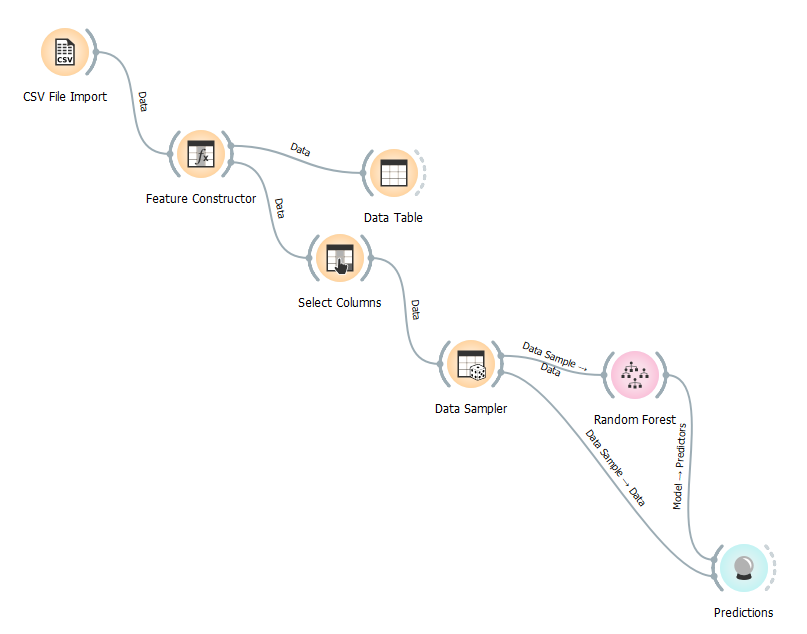 CSV
CSV File Import
Data
Feature Constructor
Data
Data Table
Data
Select Columns
Data
Data Sampler
Data Sample →
Data
Random Forest
Data Sample → Data
Model → Predictors
Predictions